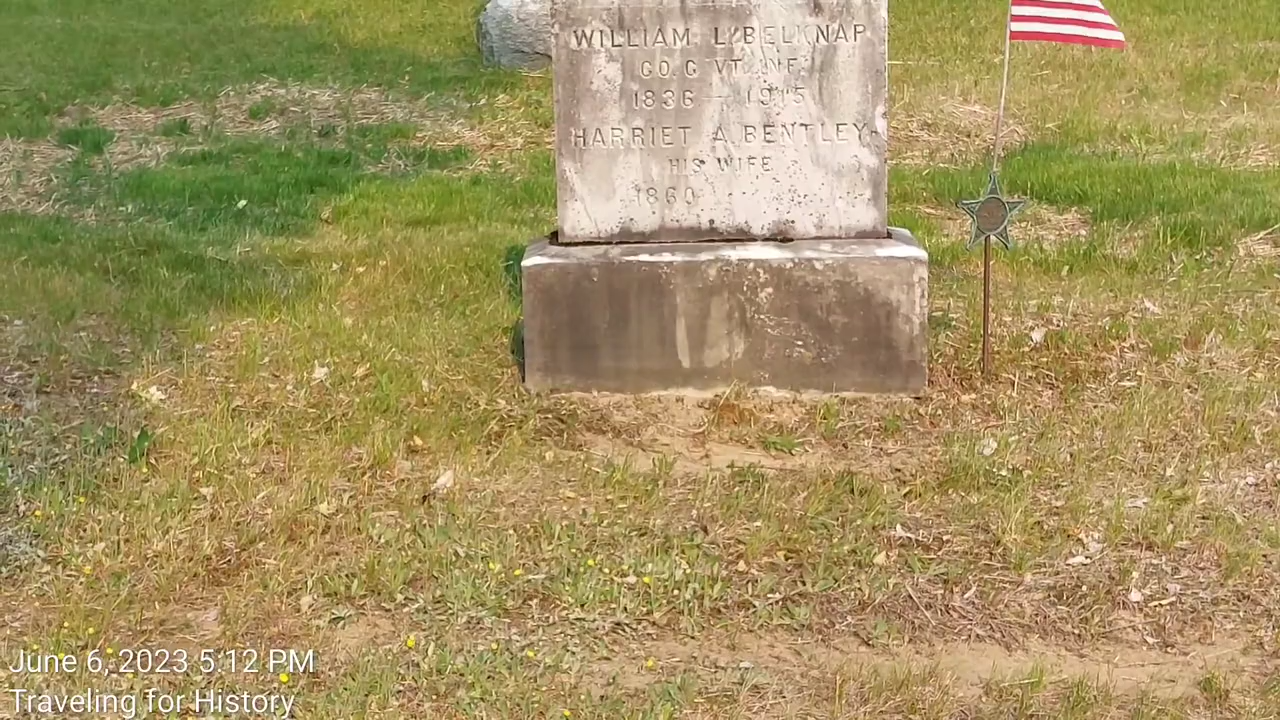 WILLIAM L. BELKNAP
CO. G VT. INF.
1836 — 1915
HARRIET A. BENTLEY
HIS WIFE
1860
June 6, 2023 5:12 PM
Traveling for History